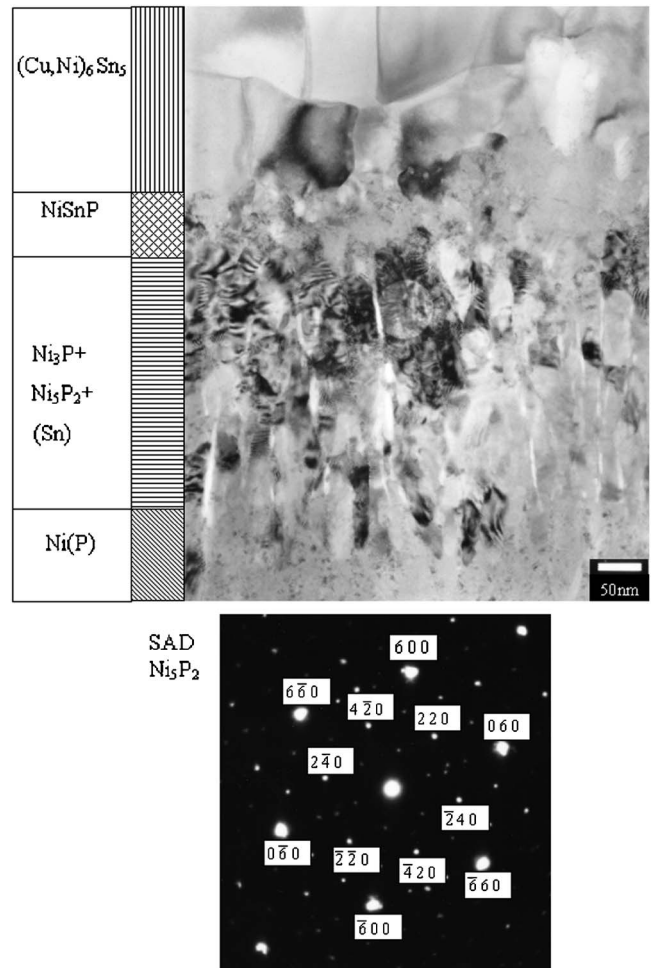 (Cu,Ni)₆Sn₅
NiSnP
Ni₃P+
Ni₅P₂+
(Sn)
Ni(P)
50nm
SAD
Ni₅P₂
600
66̅0
42̅0
220
060
24̅0
2̅40
06̅0
2̅2̅0
4̅20
6̅60
6̅00